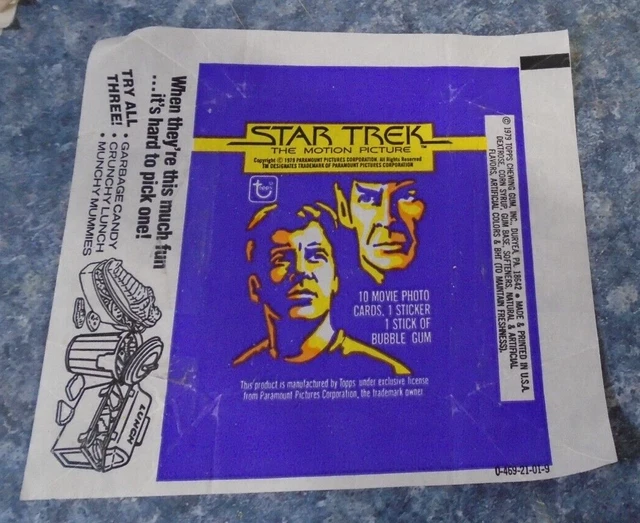 When they're this much fun
...it's hard to pick one!
TRY ALL
THREE!
• GARBAGE CANDY
• CRUNCHY LUNCH
• MUNCHY MUMMIES
LUNCH
STAR TREK
THE MOTION PICTURE™
Copyright © 1979 PARAMOUNT PICTURES CORPORATION All Rights Reserved
TM DESIGNATES TRADEMARK OF PARAMOUNT PICTURES CORPORATION
topps
10 MOVIE PHOTO
CARDS, 1 STICKER
1 STICK OF
BUBBLE GUM
This product is manufactured by Topps under exclusive license
from Paramount Pictures Corporation, the trademark owner
© 1979 TOPPS CHEWING GUM, INC., DURYEA, PA. 18642 • MADE & PRINTED IN U.S.A.
DEXTROSE, CORN SYRUP, GUM BASE, SOFTENERS, NATURAL & ARTIFICIAL
FLAVORS, ARTIFICIAL COLORS & BHT (TO MAINTAIN FRESHNESS).
0-469-21-01-9